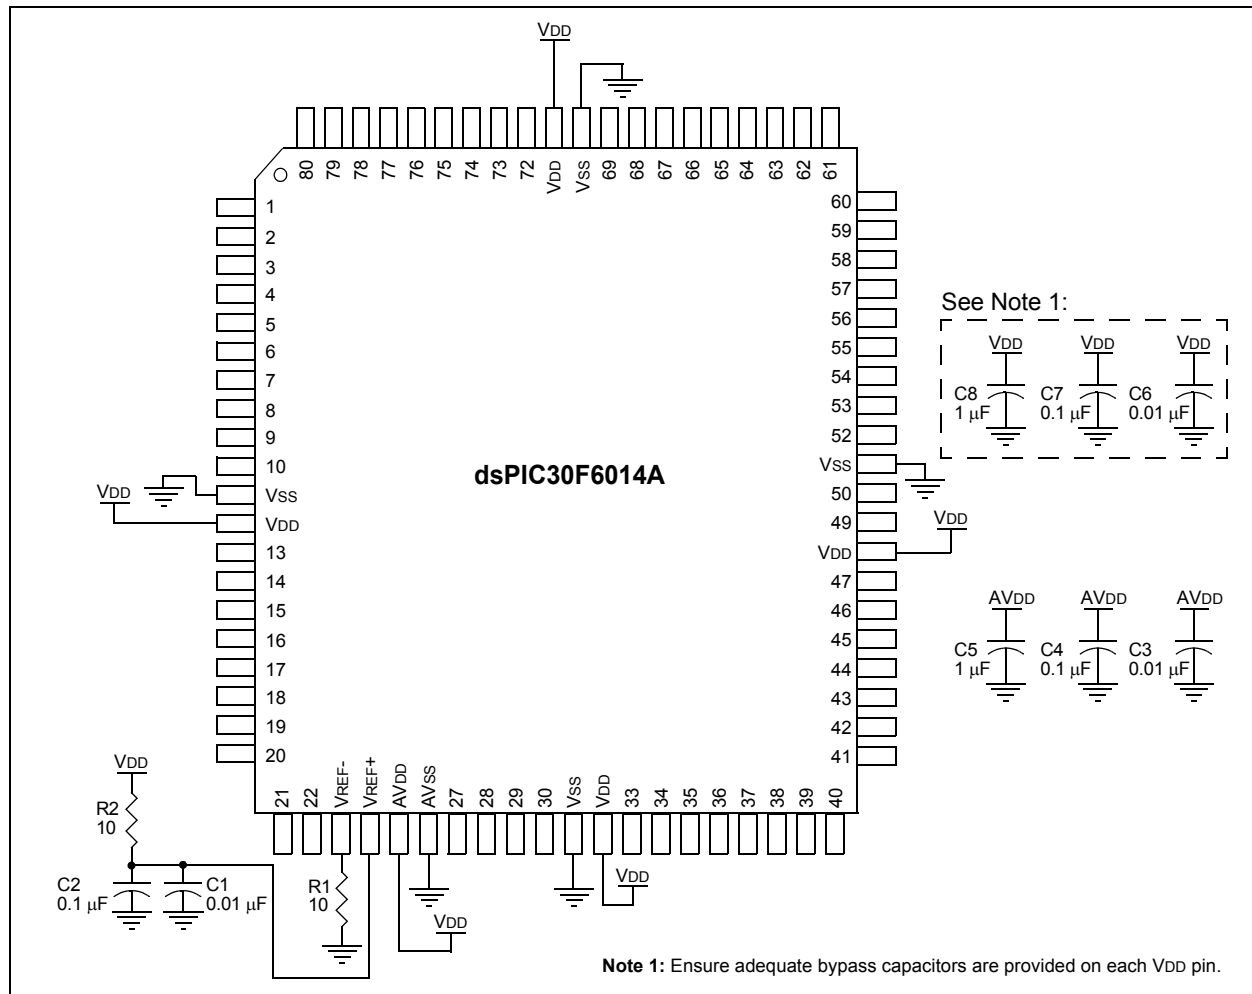 VDD
80 79 78 77 76 75 74 73 72 VDD VSS 69 68 67 66 65 64 63 62 61
1
2
3
4
5
6
7
8
9
10
VSS
VDD
VDD
13
14
15
16
17
18
19
20
dsPIC30F6014A
60
59
58
57
56
55
54
53
52
VSS
50
49
VDD
VDD
47
46
45
44
43
42
41
See Note 1:
VDD VDD VDD
C8 C7 C6
1 μF 0.1 μF 0.01 μF
AVDD AVDD AVDD
C5 C4 C3
1 μF 0.1 μF 0.01 μF
21 22 VREF- VREF+ AVDD AVSS 27 28 29 30 VSS VDD 33 34 35 36 37 38 39 40
VDD
R2
10
C2 C1
0.1 μF 0.01 μF
R1
10
VDD
VDD
Note 1: Ensure adequate bypass capacitors are provided on each VDD pin.